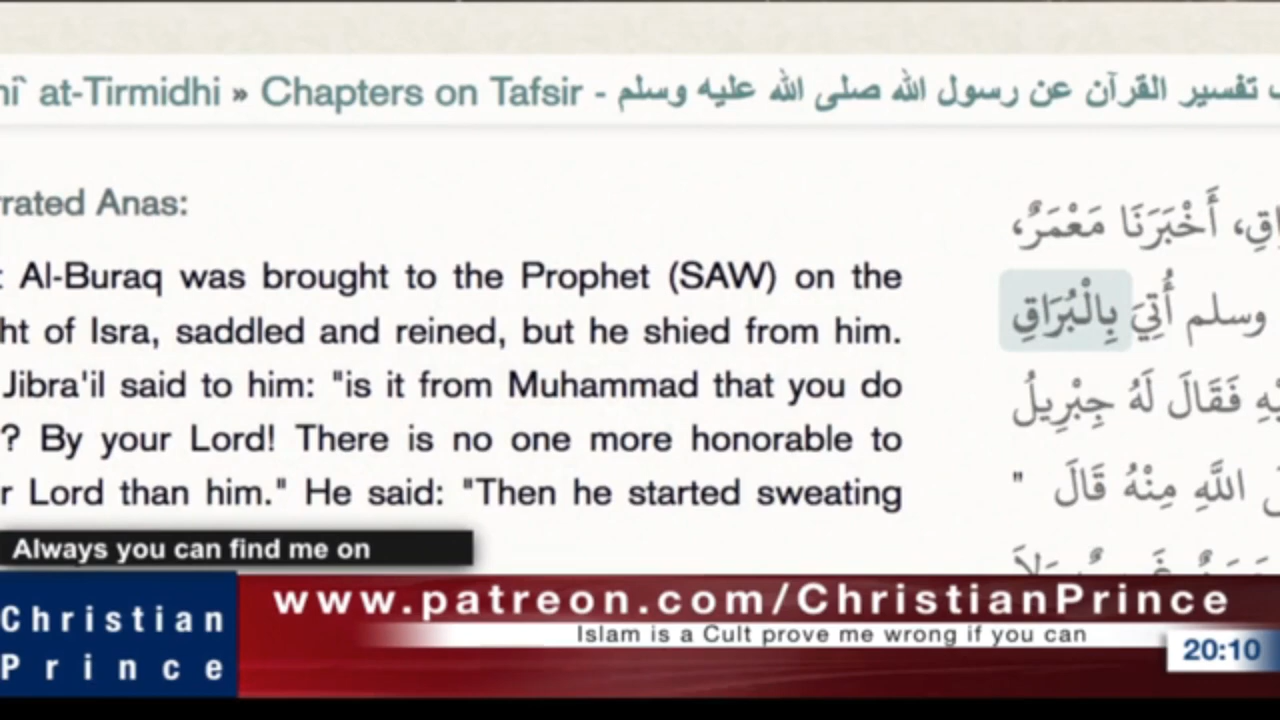 at-Tirmidhi » Chapters on Tafsir - تفسير القرآن عن رسول الله صلى الله عليه وسلم
Anas:
Al-Buraq was brought to the Prophet (SAW) on the
of Isra, saddled and reined, but he shied from him.
Jibra'il said to him: "is it from Muhammad that you do
? By your Lord! There is no one more honorable to
Lord than him." He said: "Then he started sweating
أَخْبَرَنَا مَعْمَرٌ،
وسلم أُتِيَ بِالْبُرَاقِ
فَقَالَ لَهُ جِبْرِيلُ
اللَّهِ مِنْهُ قَالَ "
Always you can find me on
Christian
Prince
www.patreon.com/ChristianPrince
Islam is a Cult prove me wrong if you can
20:10